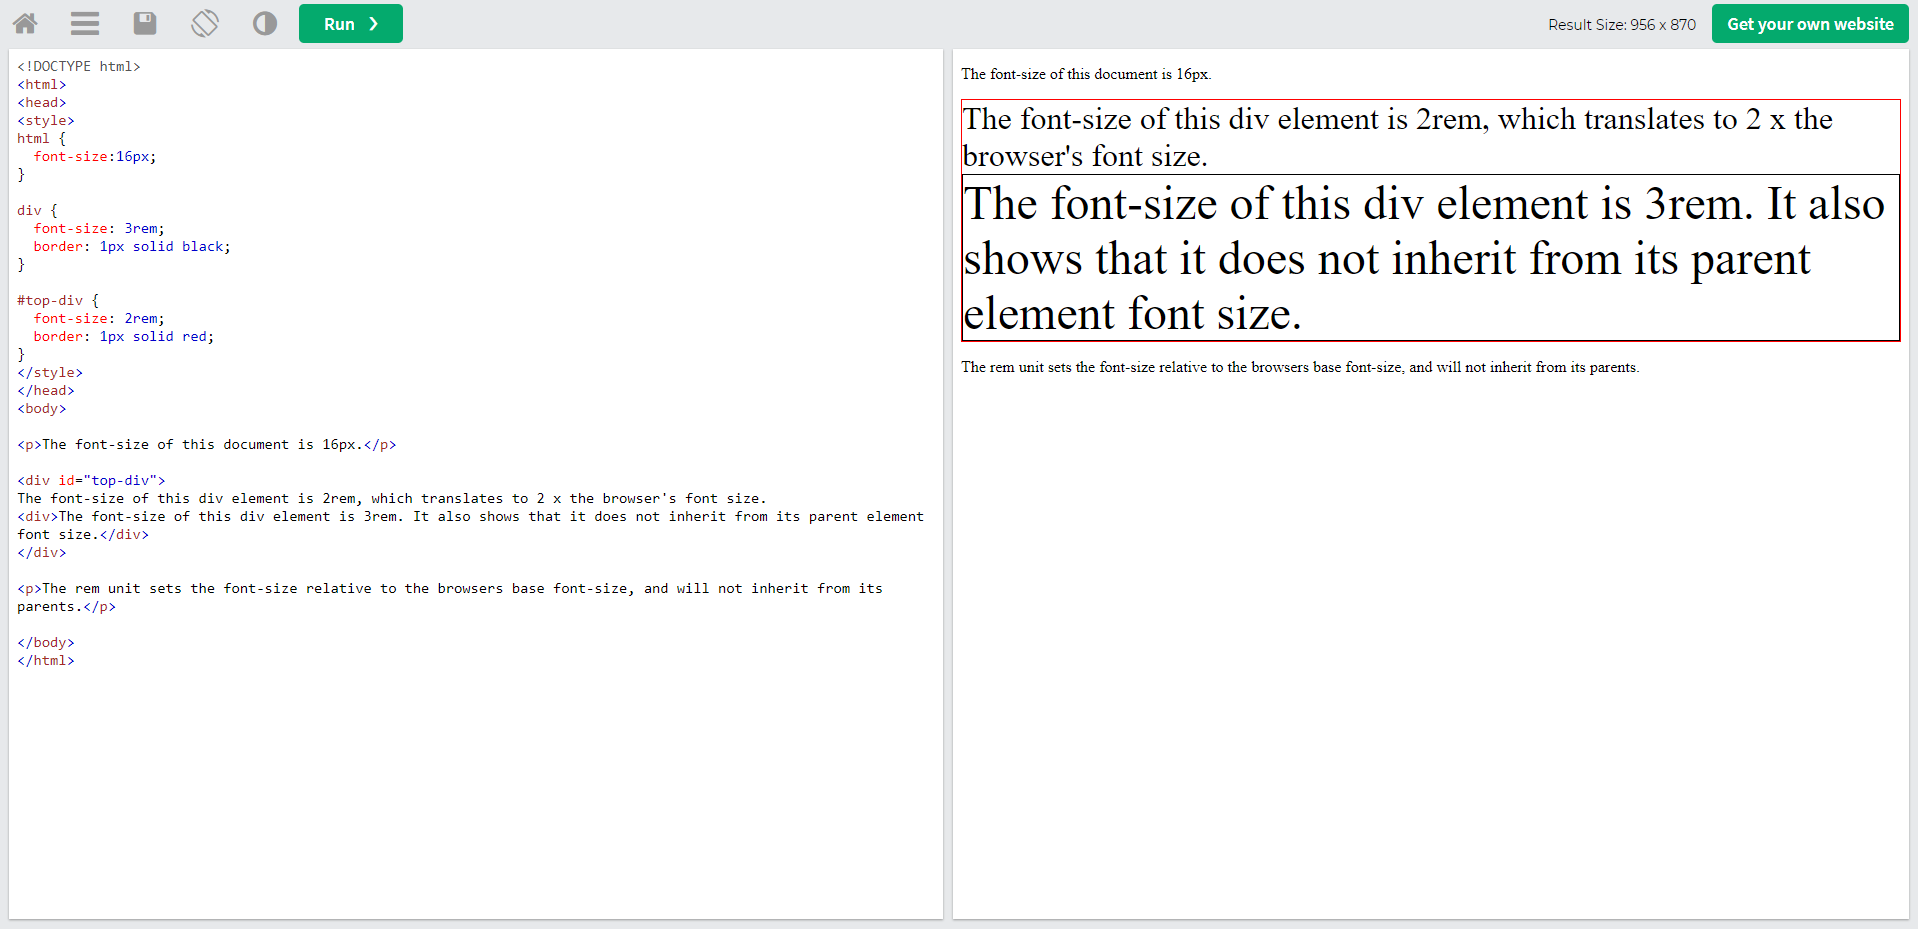 Run ❯
Result Size: 956 x 870
Get your own website
<!DOCTYPE html>
<html>
<head>
<style>
html {
  font-size:16px;
}

div {
  font-size: 3rem;
  border: 1px solid black;
}

#top-div {
  font-size: 2rem;
  border: 1px solid red;
}
</style>
</head>
<body>

<p>The font-size of this document is 16px.</p>

<div id="top-div">
The font-size of this div element is 2rem, which translates to 2 x the browser's font size.
<div>The font-size of this div element is 3rem. It also shows that it does not inherit from its parent element
font size.</div>
</div>

<p>The rem unit sets the font-size relative to the browsers base font-size, and will not inherit from its
parents.</p>

</body>
</html>
The font-size of this document is 16px.
The font-size of this div element is 2rem, which translates to 2 x the
browser's font size.
The font-size of this div element is 3rem. It also
shows that it does not inherit from its parent
element font size.
The rem unit sets the font-size relative to the browsers base font-size, and will not inherit from its parents.